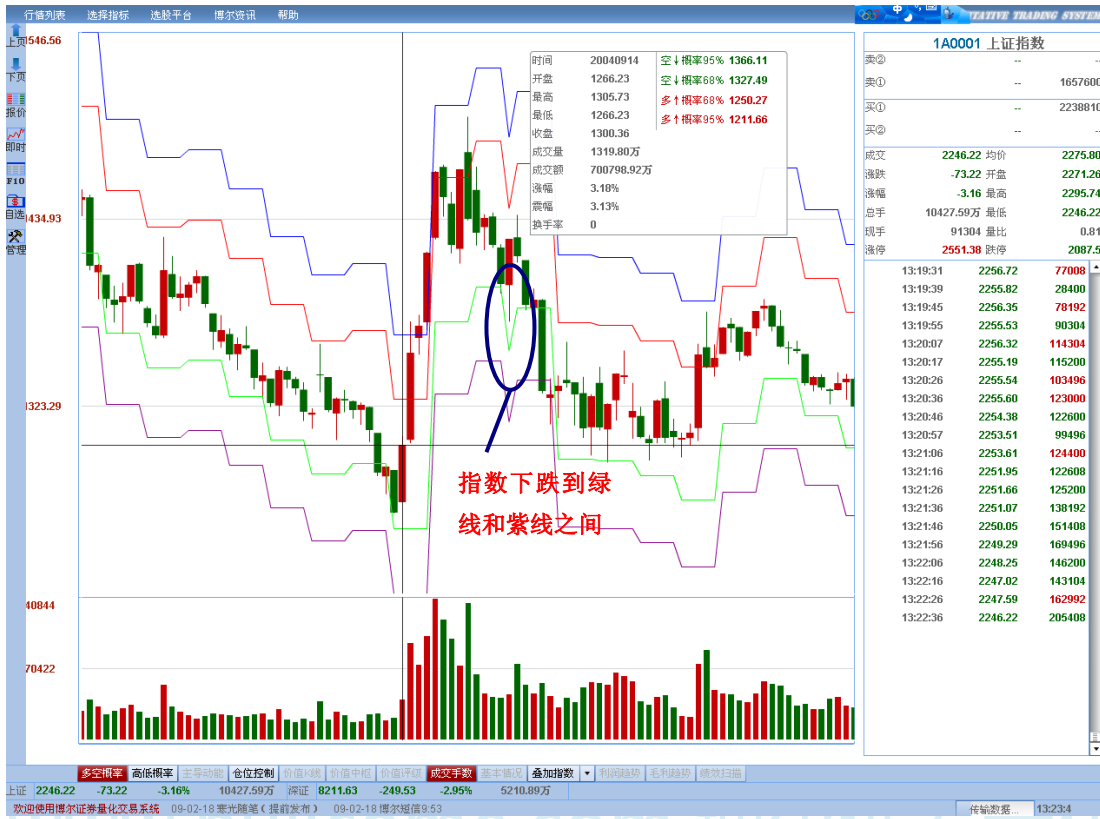 行情列表 选择指标 选股平台 博尔资讯 帮助
TATIVE TRADING SYSTEM
上页
下页
报价
即时
F10
自选
管理
1546.56
1434.93
1323.29
40844
70422
时间 20040914 空↓概率95% 1366.11
开盘 1266.23 空↓概率68% 1327.49
最高 1305.73 多↑概率68% 1250.27
最低 1266.23 多↑概率95% 1211.66
收盘 1300.36
成交量 1319.80万
成交额 700798.92万
涨幅 3.18%
震幅 3.13%
换手率 0
指数下跌到绿
线和紫线之间
1A0001 上证指数
卖② -- --
卖① -- 1657600
买① -- 2238810
买② -- --
成交 2246.22 均价 2275.80
涨跌 -73.22 开盘 2271.26
涨幅 -3.16 最高 2295.74
总手 10427.59万 最低 2246.22
现手 91304 量比 0.81
涨停 2551.38 跌停 2087.5
13:19:31 2256.72 77008
13:19:39 2255.82 28400
13:19:45 2256.35 78192
13:19:55 2255.53 90304
13:20:07 2256.32 114304
13:20:17 2255.19 115200
13:20:26 2255.54 103496
13:20:36 2255.60 123000
13:20:46 2254.38 122600
13:20:57 2253.51 99496
13:21:06 2253.61 124400
13:21:16 2251.95 122608
13:21:26 2251.66 125200
13:21:36 2251.07 138192
13:21:46 2250.05 151408
13:21:56 2249.29 169496
13:22:06 2248.25 146200
13:22:16 2247.02 143104
13:22:26 2247.59 162992
13:22:36 2246.22 205408
多空概率 高低概率 主导动能 仓位控制 价值K线 价值中枢 价值评估 成交手数 基本情况 叠加指数 利润趋势 毛利趋势 绩效扫描
上证 2246.22 -73.22 -3.16% 10427.59万 深证 8211.63 -249.53 -2.95% 5210.89万
欢迎使用博尔证券量化交易系统 09-02-18 寒光随笔(提前发布) 09-02-18 博尔短信9:53 传输数据... 13:23:4